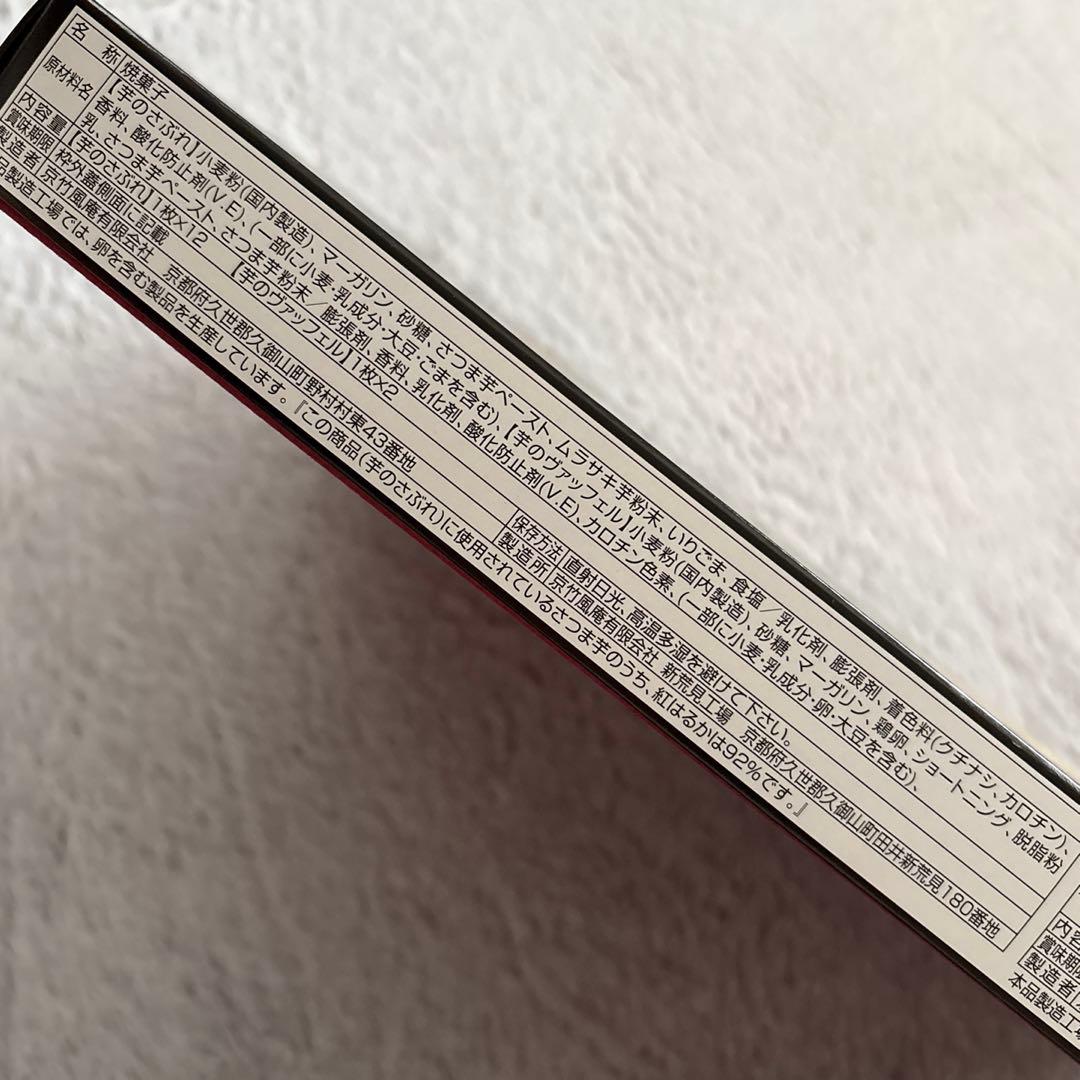 名 称 焼菓子
原材料名 【芋のさぶれ】小麦粉(国内製造)、マーガリン、砂糖、さつま芋ペースト、ムラサキ芋粉末、いりごま、食塩/乳化剤、膨張剤、着色料(クチナシ、カロチン)、
香料、酸化防止剤(V.E)、(一部に小麦・乳成分・大豆・ごまを含む)、【芋のヴァッフェル】小麦粉(国内製造)、砂糖、マーガリン、鶏卵、ショートニング、脱脂粉
乳、さつま芋ペースト、さつま芋粉末/膨張剤、香料、乳化剤、酸化防止剤(V.E)、カロチン色素、(一部に小麦・乳成分・卵・大豆を含む)、
内容量 【芋のさぶれ】1枚×12 【芋のヴァッフェル】1枚×2
賞味期限 枠外蓋側面に記載 保存方法 直射日光、高温多湿を避けて下さい。
製造者 京竹風庵有限会社 京都府久世郡久御山町野村村東43番地 製造所 京竹風庵有限会社 新荒見工場 京都府久世郡久御山町田井新荒見180番地
品製造工場では、卵を含む製品を生産しています。『この商品(芋のさぶれ)に使用されているさつま芋のうち、紅はるかは92%です。』
内容
賞味期限
製造者
本品製造工場